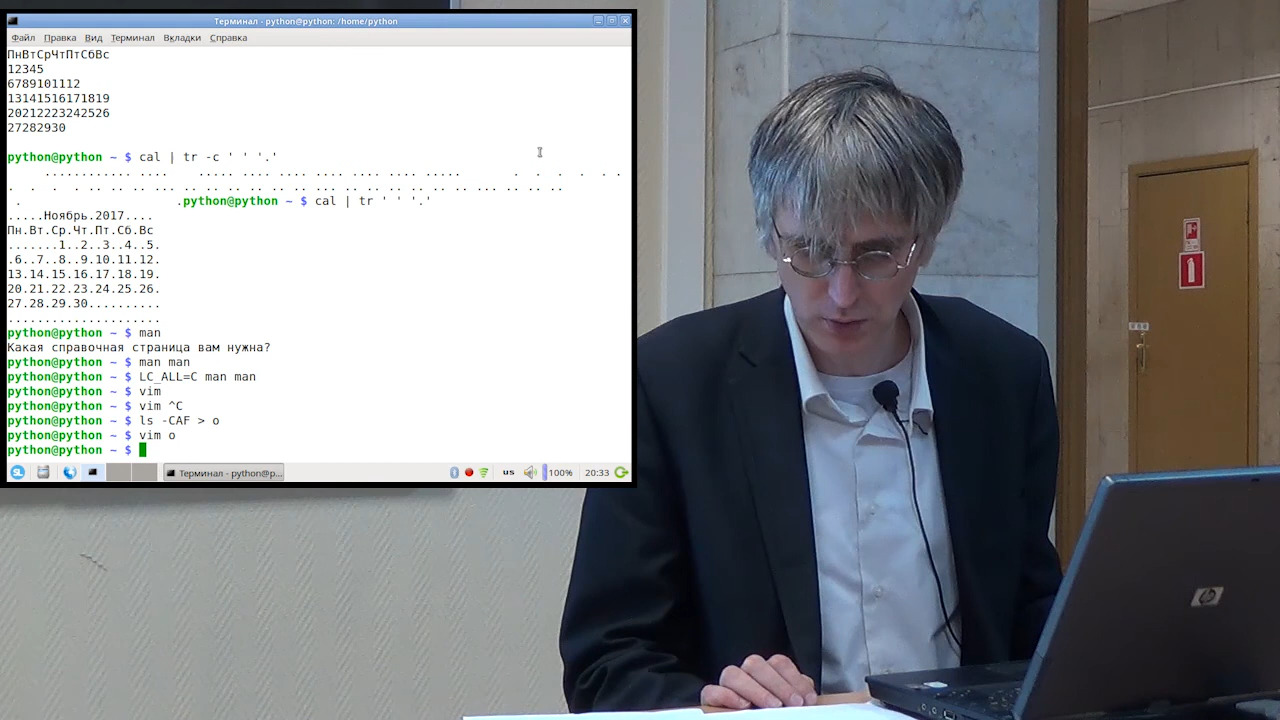 Терминал - python@python: /home/python
Файл Правка Вид Терминал Вкладки Справка
ПнВтСрЧтПтСбВс
12345
6789101112
13141516171819
20212223242526
27282930
python@python ~ $ cal | tr -c ' ' '.'
............ .... ..... .... .... .... .... .... ..... . . . . . .
. . . . .. .. .. .. .. .. .. .. .. .. .. .. .. .. .. ... .. .. ..
. .python@python ~ $ cal | tr ' ' '.'
.....Ноябрь.2017....
Пн.Вт.Ср.Чт.Пт.Сб.Вс
.......1..2..3..4..5.
.6..7..8..9.10.11.12.
13.14.15.16.17.18.19.
20.21.22.23.24.25.26.
27.28.29.30..........
.....................
python@python ~ $ man
Какая справочная страница вам нужна?
python@python ~ $ man man
python@python ~ $ LC_ALL=C man man
python@python ~ $ vim
python@python ~ $ vim ^C
python@python ~ $ ls -CAF > o
python@python ~ $ vim o
python@python ~ $
SL Терминал - python@p... us 100% 20:33
hp